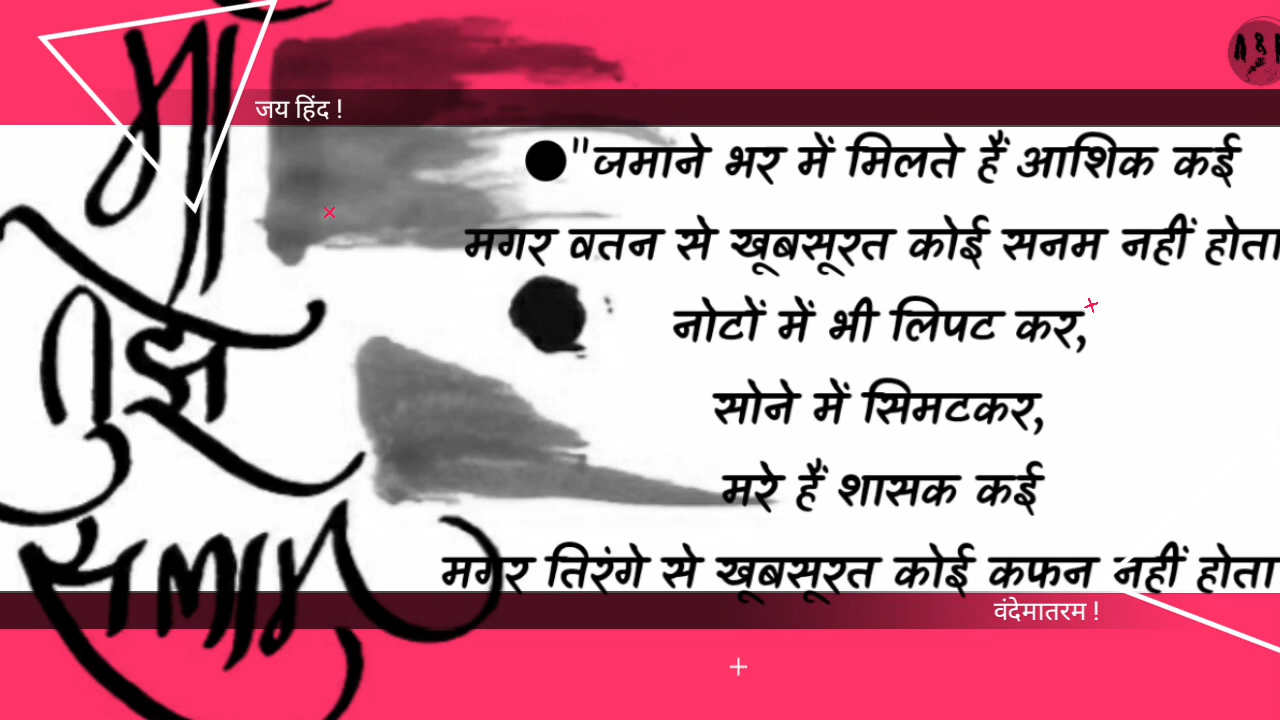 माँ
तुझे
सलाम
जय हिंद !
●"जमाने भर में मिलते हैं आशिक कई
मगर वतन से खूबसूरत कोई सनम नहीं होता
नोटों में भी लिपट कर,
सोने में सिमटकर,
मरे हैं शासक कई
मगर तिरंगे से खूबसूरत कोई कफन नहीं होता
वंदेमातरम !